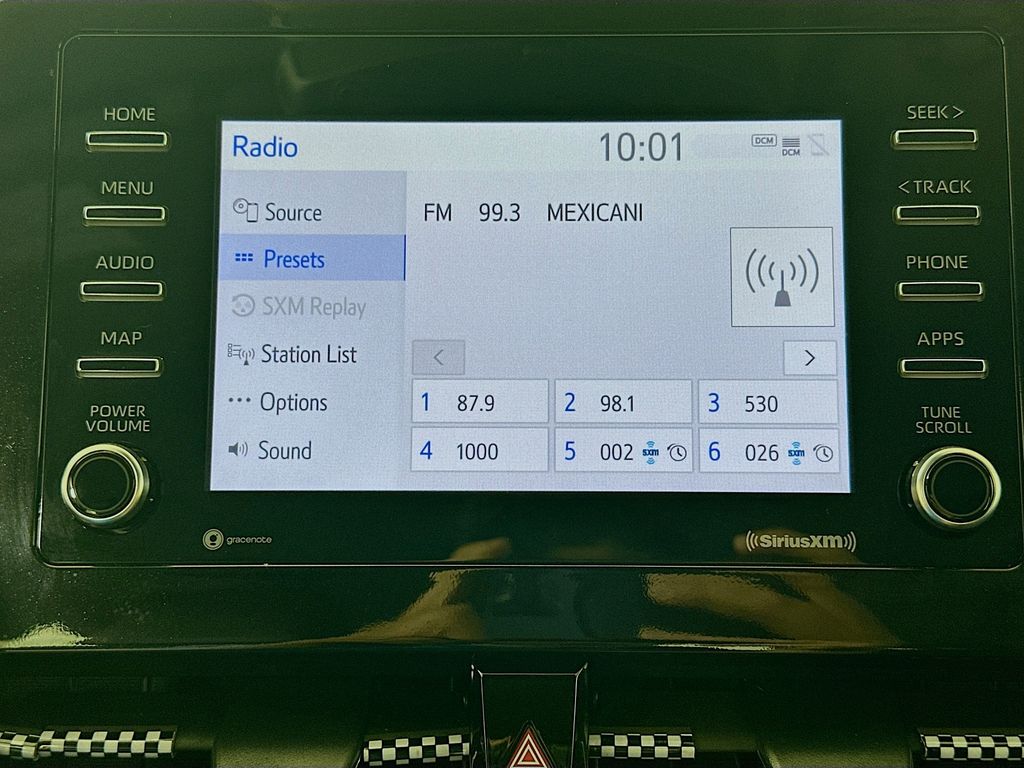 HOME
MENU
AUDIO
MAP
POWER
VOLUME
Radio
10:01
DCM
DCM
Source
Presets
SXM Replay
Station List
Options
Sound
FM 99.3 MEXICANI
<
>
1 87.9
2 98.1
3 530
4 1000
5 002 sxm
6 026 sxm
SEEK >
< TRACK
PHONE
APPS
TUNE
SCROLL
gracenote
SiriusXM